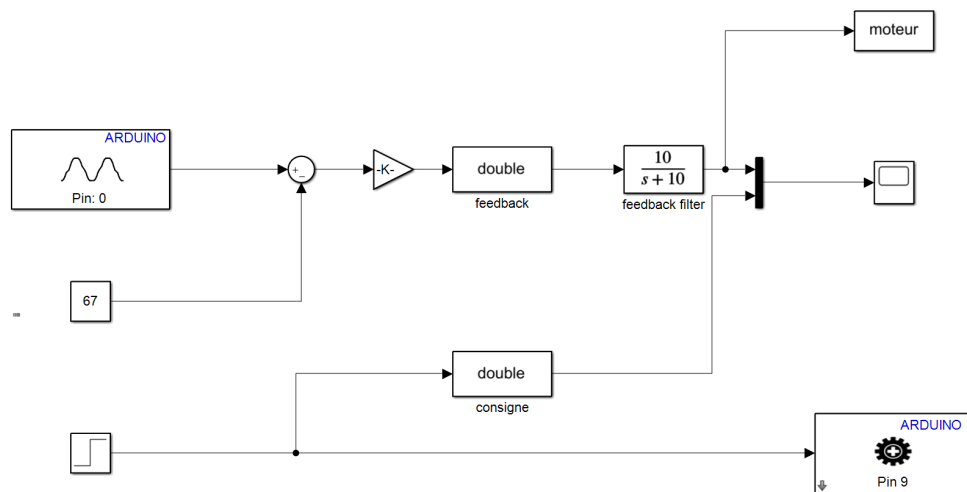 moteur
ARDUINO
Pin: 0
+
-
-K-
double
feedback
10
s + 10
feedback filter
67
double
consigne
ARDUINO
Pin 9